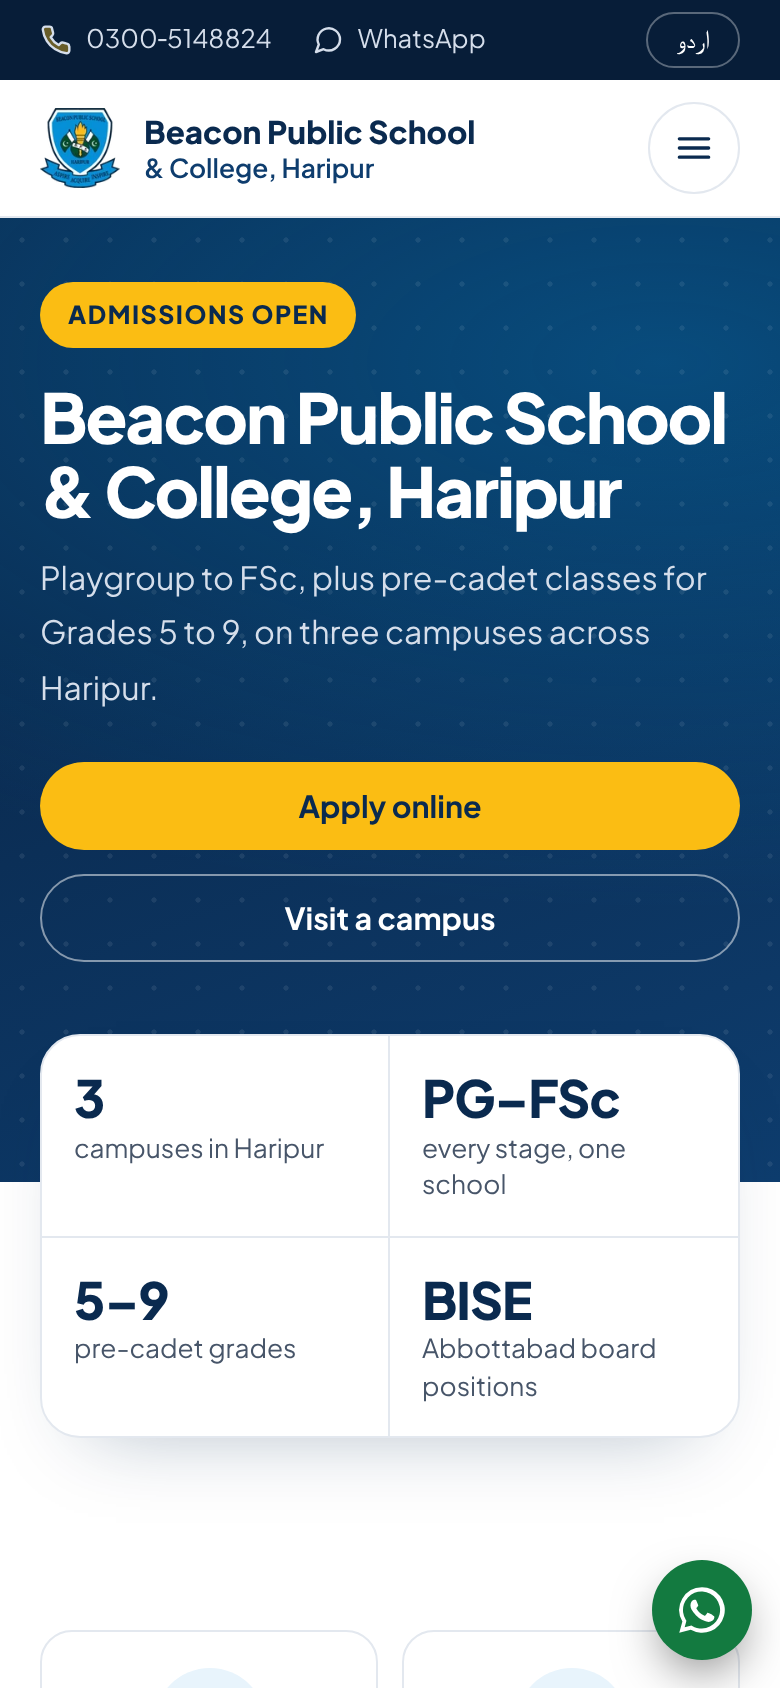 0300-5148824
WhatsApp
اردو
Beacon Public School
& College, Haripur
ADMISSIONS OPEN
Beacon Public School
& College, Haripur
Playgroup to FSc, plus pre-cadet classes for
Grades 5 to 9, on three campuses across
Haripur.
Apply online
Visit a campus
3
campuses in Haripur
PG–FSc
every stage, one
school
5–9
pre-cadet grades
BISE
Abbottabad board
positions